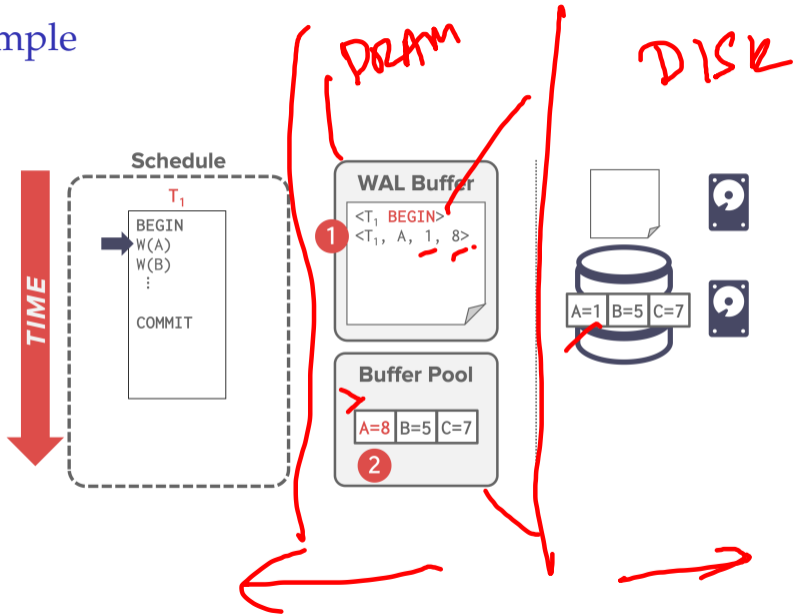 mple
DRAM
DISK
Schedule
TIME
T1
BEGIN
W(A)
W(B)
⋮
COMMIT
WAL Buffer
1
<T1 BEGIN>
<T1, A, 1, 8>
Buffer Pool
A=8 B=5 C=7
2
A=1 B=5 C=7